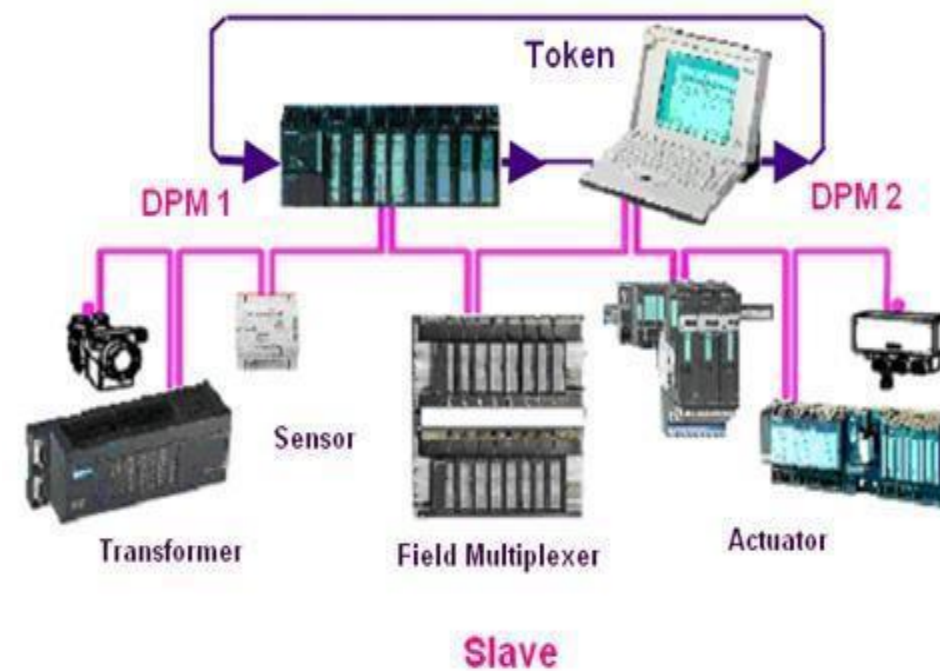 Token
DPM 1
DPM 2
Sensor
Transformer
Field Multiplexer
Actuator
Slave